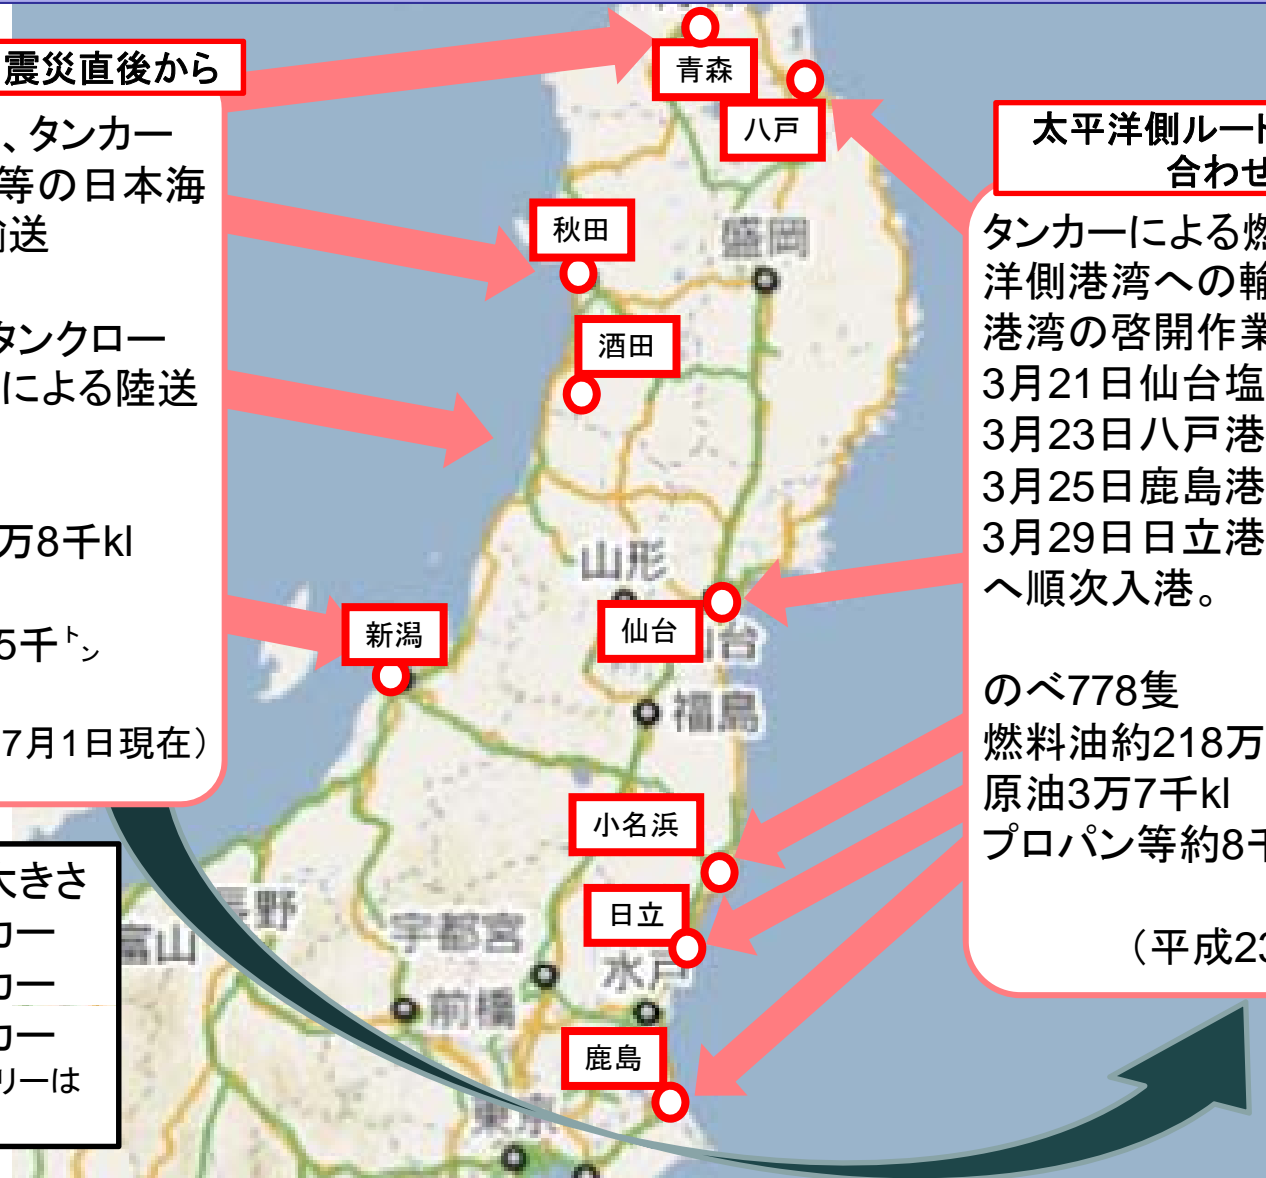 震災直後から
、タンカー
等の日本海
輸送
タンクロー
による陸送
万8千kl
5千トン
7月1日現在）
大きさ
カー
カー
カー
リーは
青森
八戸
秋田
盛岡
酒田
山形
仙台
台
新潟
福島
小名浜
日立
長野
富山
宇都宮
水戸
前橋
鹿島
東京
太平洋側ルート
合わせ
タンカーによる燃
洋側港湾への輸
港湾の啓開作業
3月21日仙台塩
3月23日八戸港
3月25日鹿島港
3月29日日立港
へ順次入港。
のべ778隻
燃料油約218万
原油3万7千kl
プロパン等約8千
（平成23